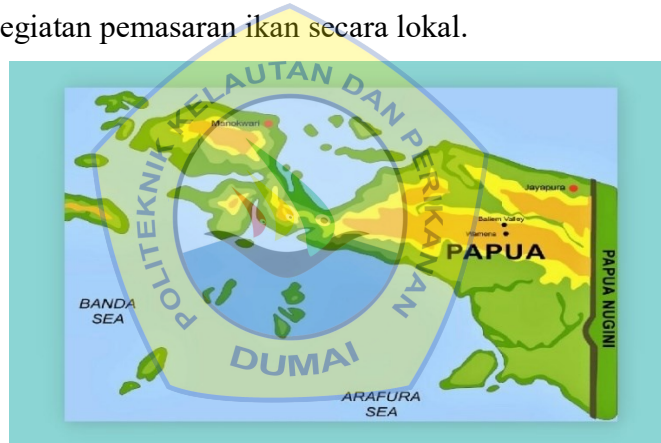 egiatan pemasaran ikan secara lokal.
POLITEKNIK KELAUTAN DAN PERIKANAN
DUMAI
Manokwari
Jayapura
Baliem Valley
Wamena
PAPUA
PAPUA NUGINI
BANDA
SEA
ARAFURA
SEA